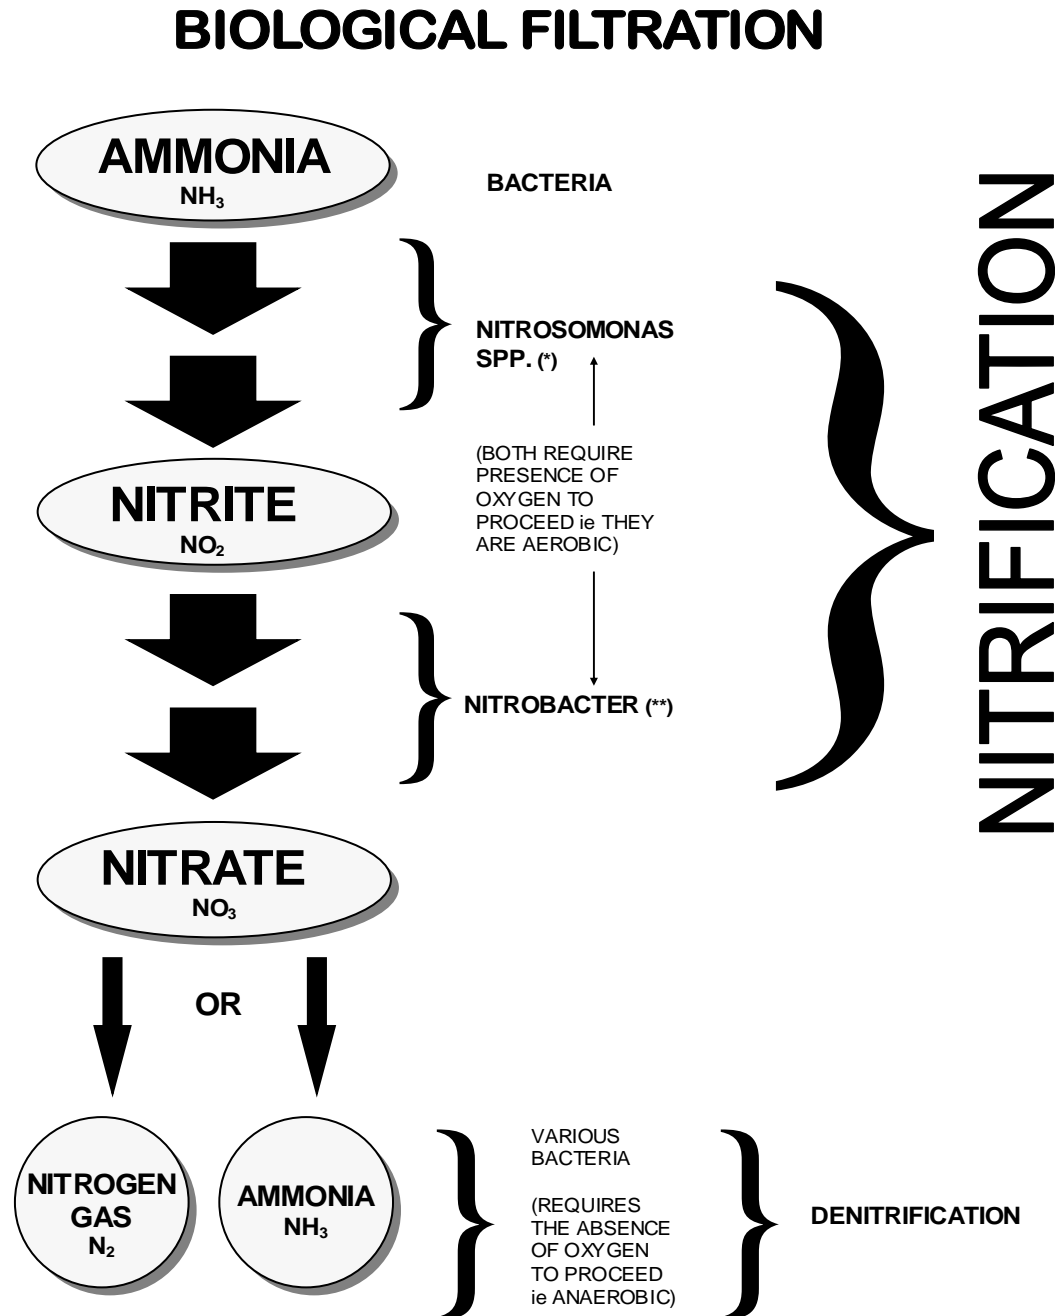 BIOLOGICAL FILTRATION
AMMONIA
NH₃
BACTERIA
NITROSOMONAS
SPP. (*)
(BOTH REQUIRE
PRESENCE OF
OXYGEN TO
PROCEED ie THEY
ARE AEROBIC)
NITRITE
NO₂
NITROBACTER (**)
NITRIFICATION
NITRATE
NO₃
OR
NITROGEN
GAS
N₂
AMMONIA
NH₃
VARIOUS
BACTERIA
(REQUIRES
THE ABSENCE
OF OXYGEN
TO PROCEED
ie ANAEROBIC)
DENITRIFICATION